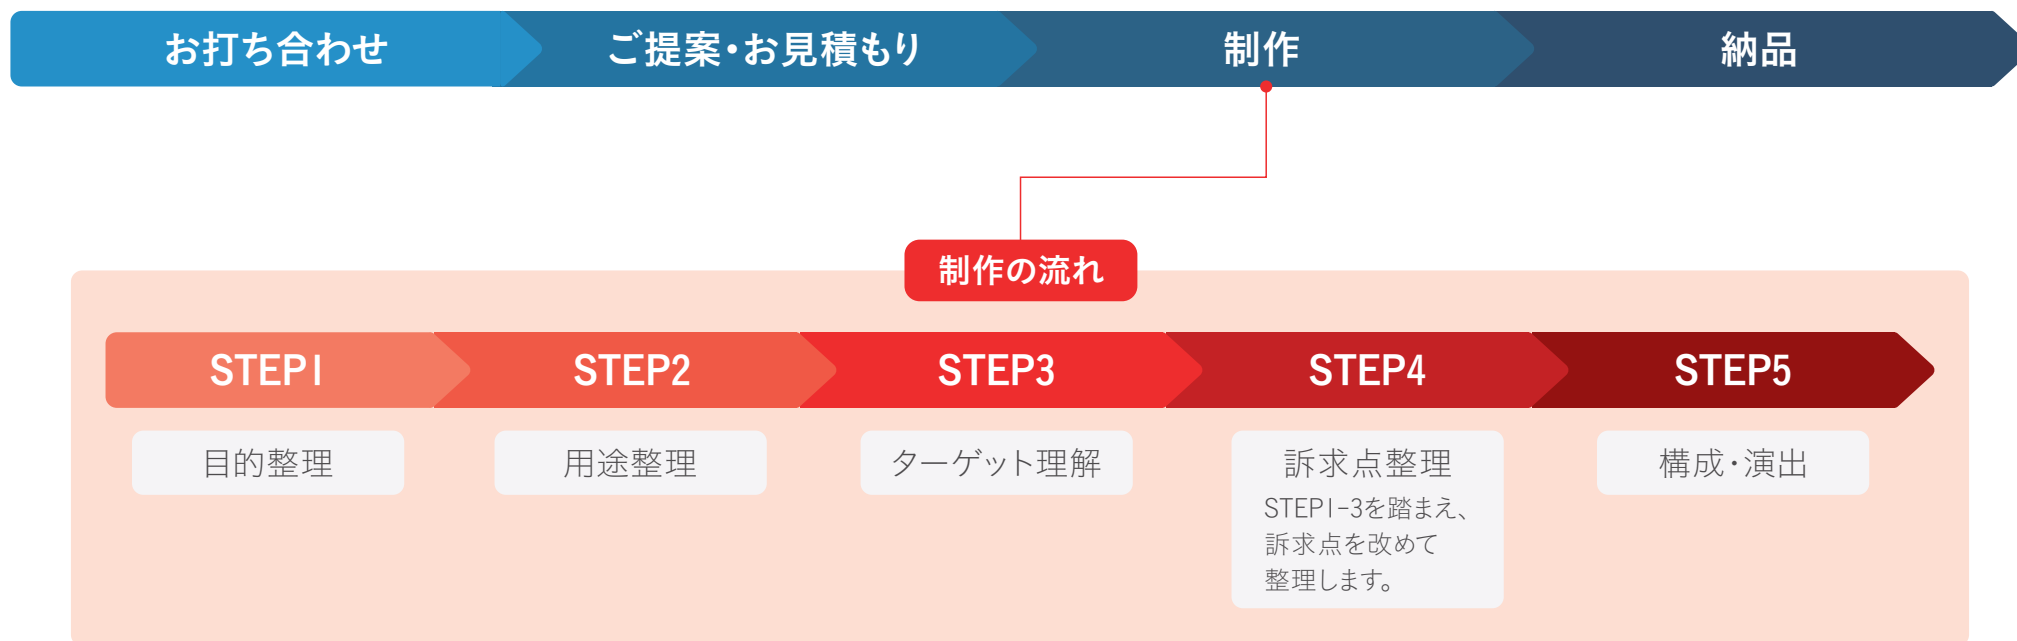 お打ち合わせ
ご提案・お見積もり
制作
納品
制作の流れ
STEP1
STEP2
STEP3
STEP4
STEP5
目的整理
用途整理
ターゲット理解
訴求点整理
STEP1-3を踏まえ、
訴求点を改めて
整理します。
構成・演出